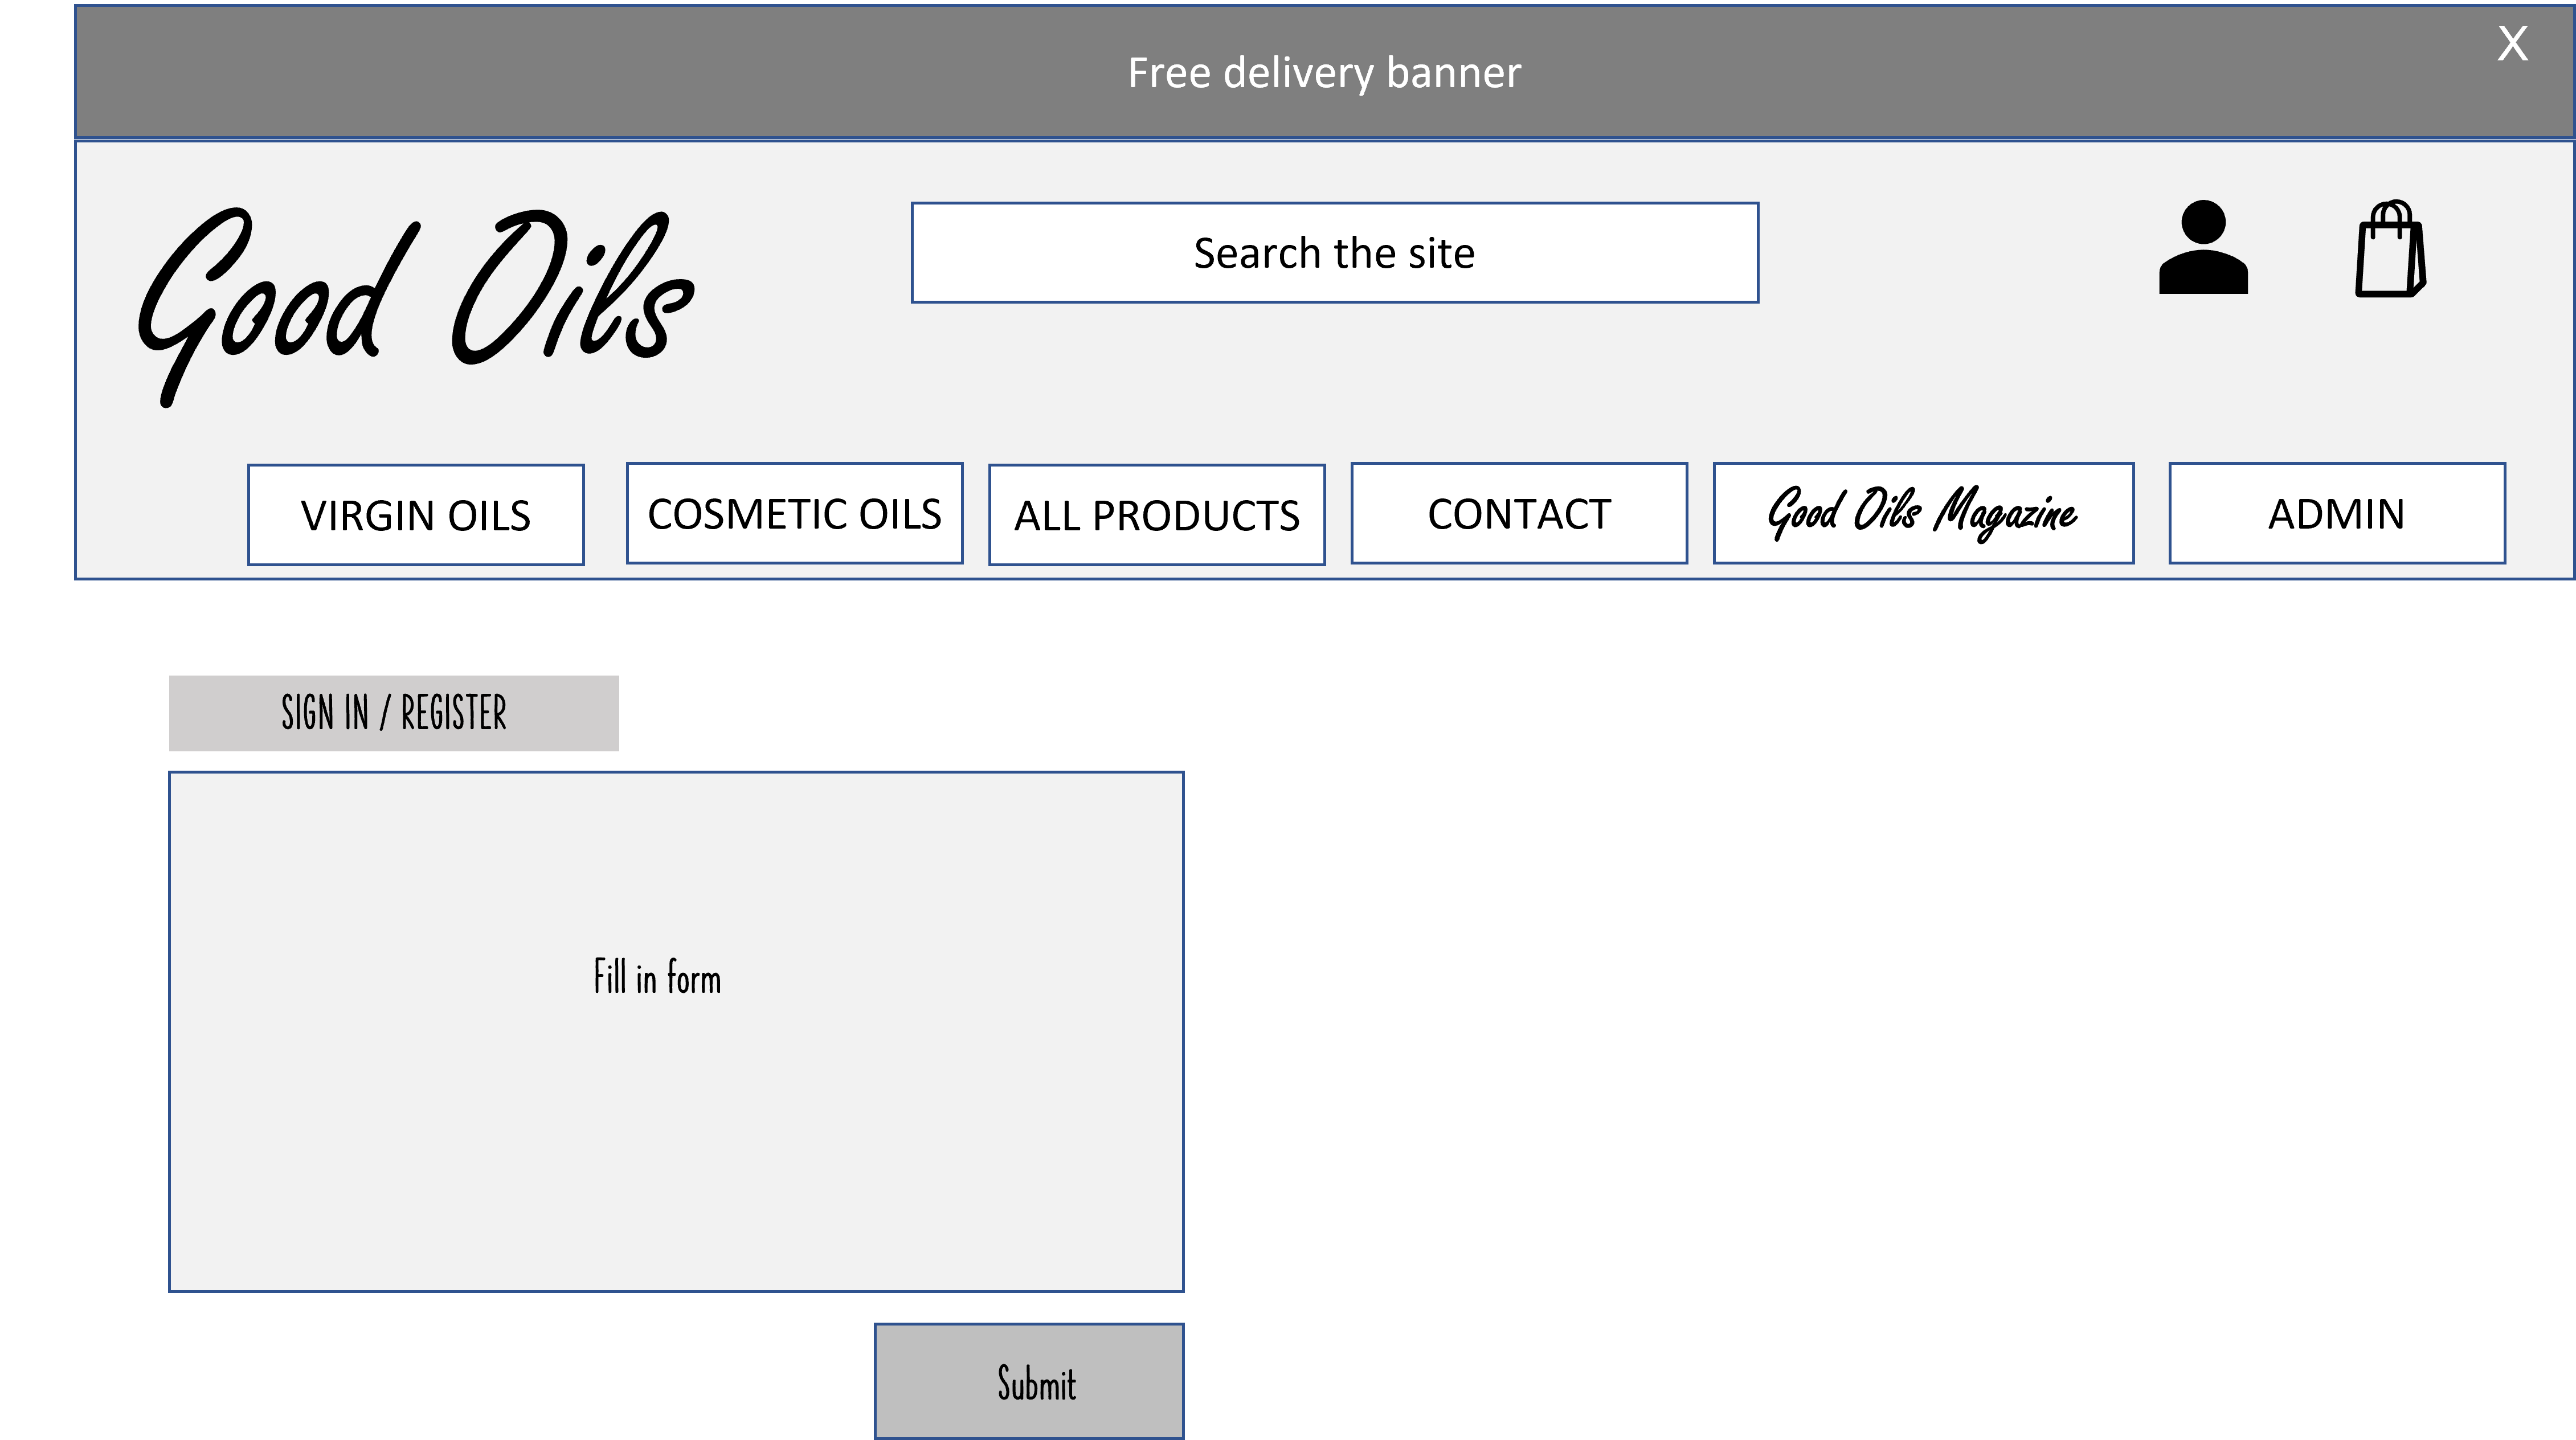 Free delivery banner
X
Good Oils
Search the site
VIRGIN OILS
COSMETIC OILS
ALL PRODUCTS
CONTACT
Good Oils Magazine
ADMIN
SIGN IN / REGISTER
Fill in form
Submit